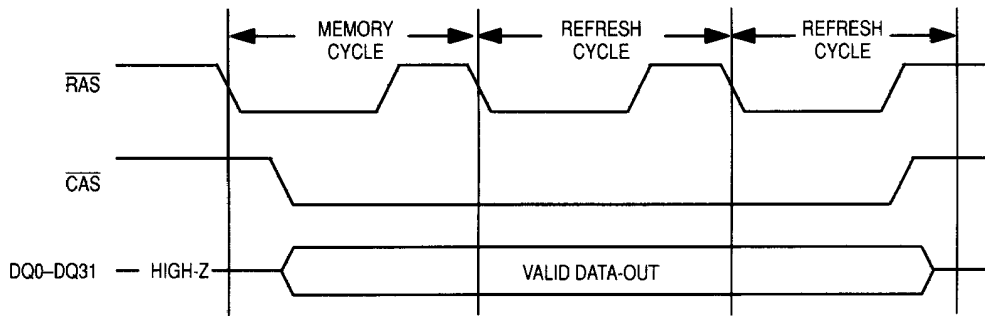 MEMORY CYCLE
REFRESH CYCLE
REFRESH CYCLE
RAS
CAS
DQ0–DQ31
HIGH-Z
VALID DATA-OUT